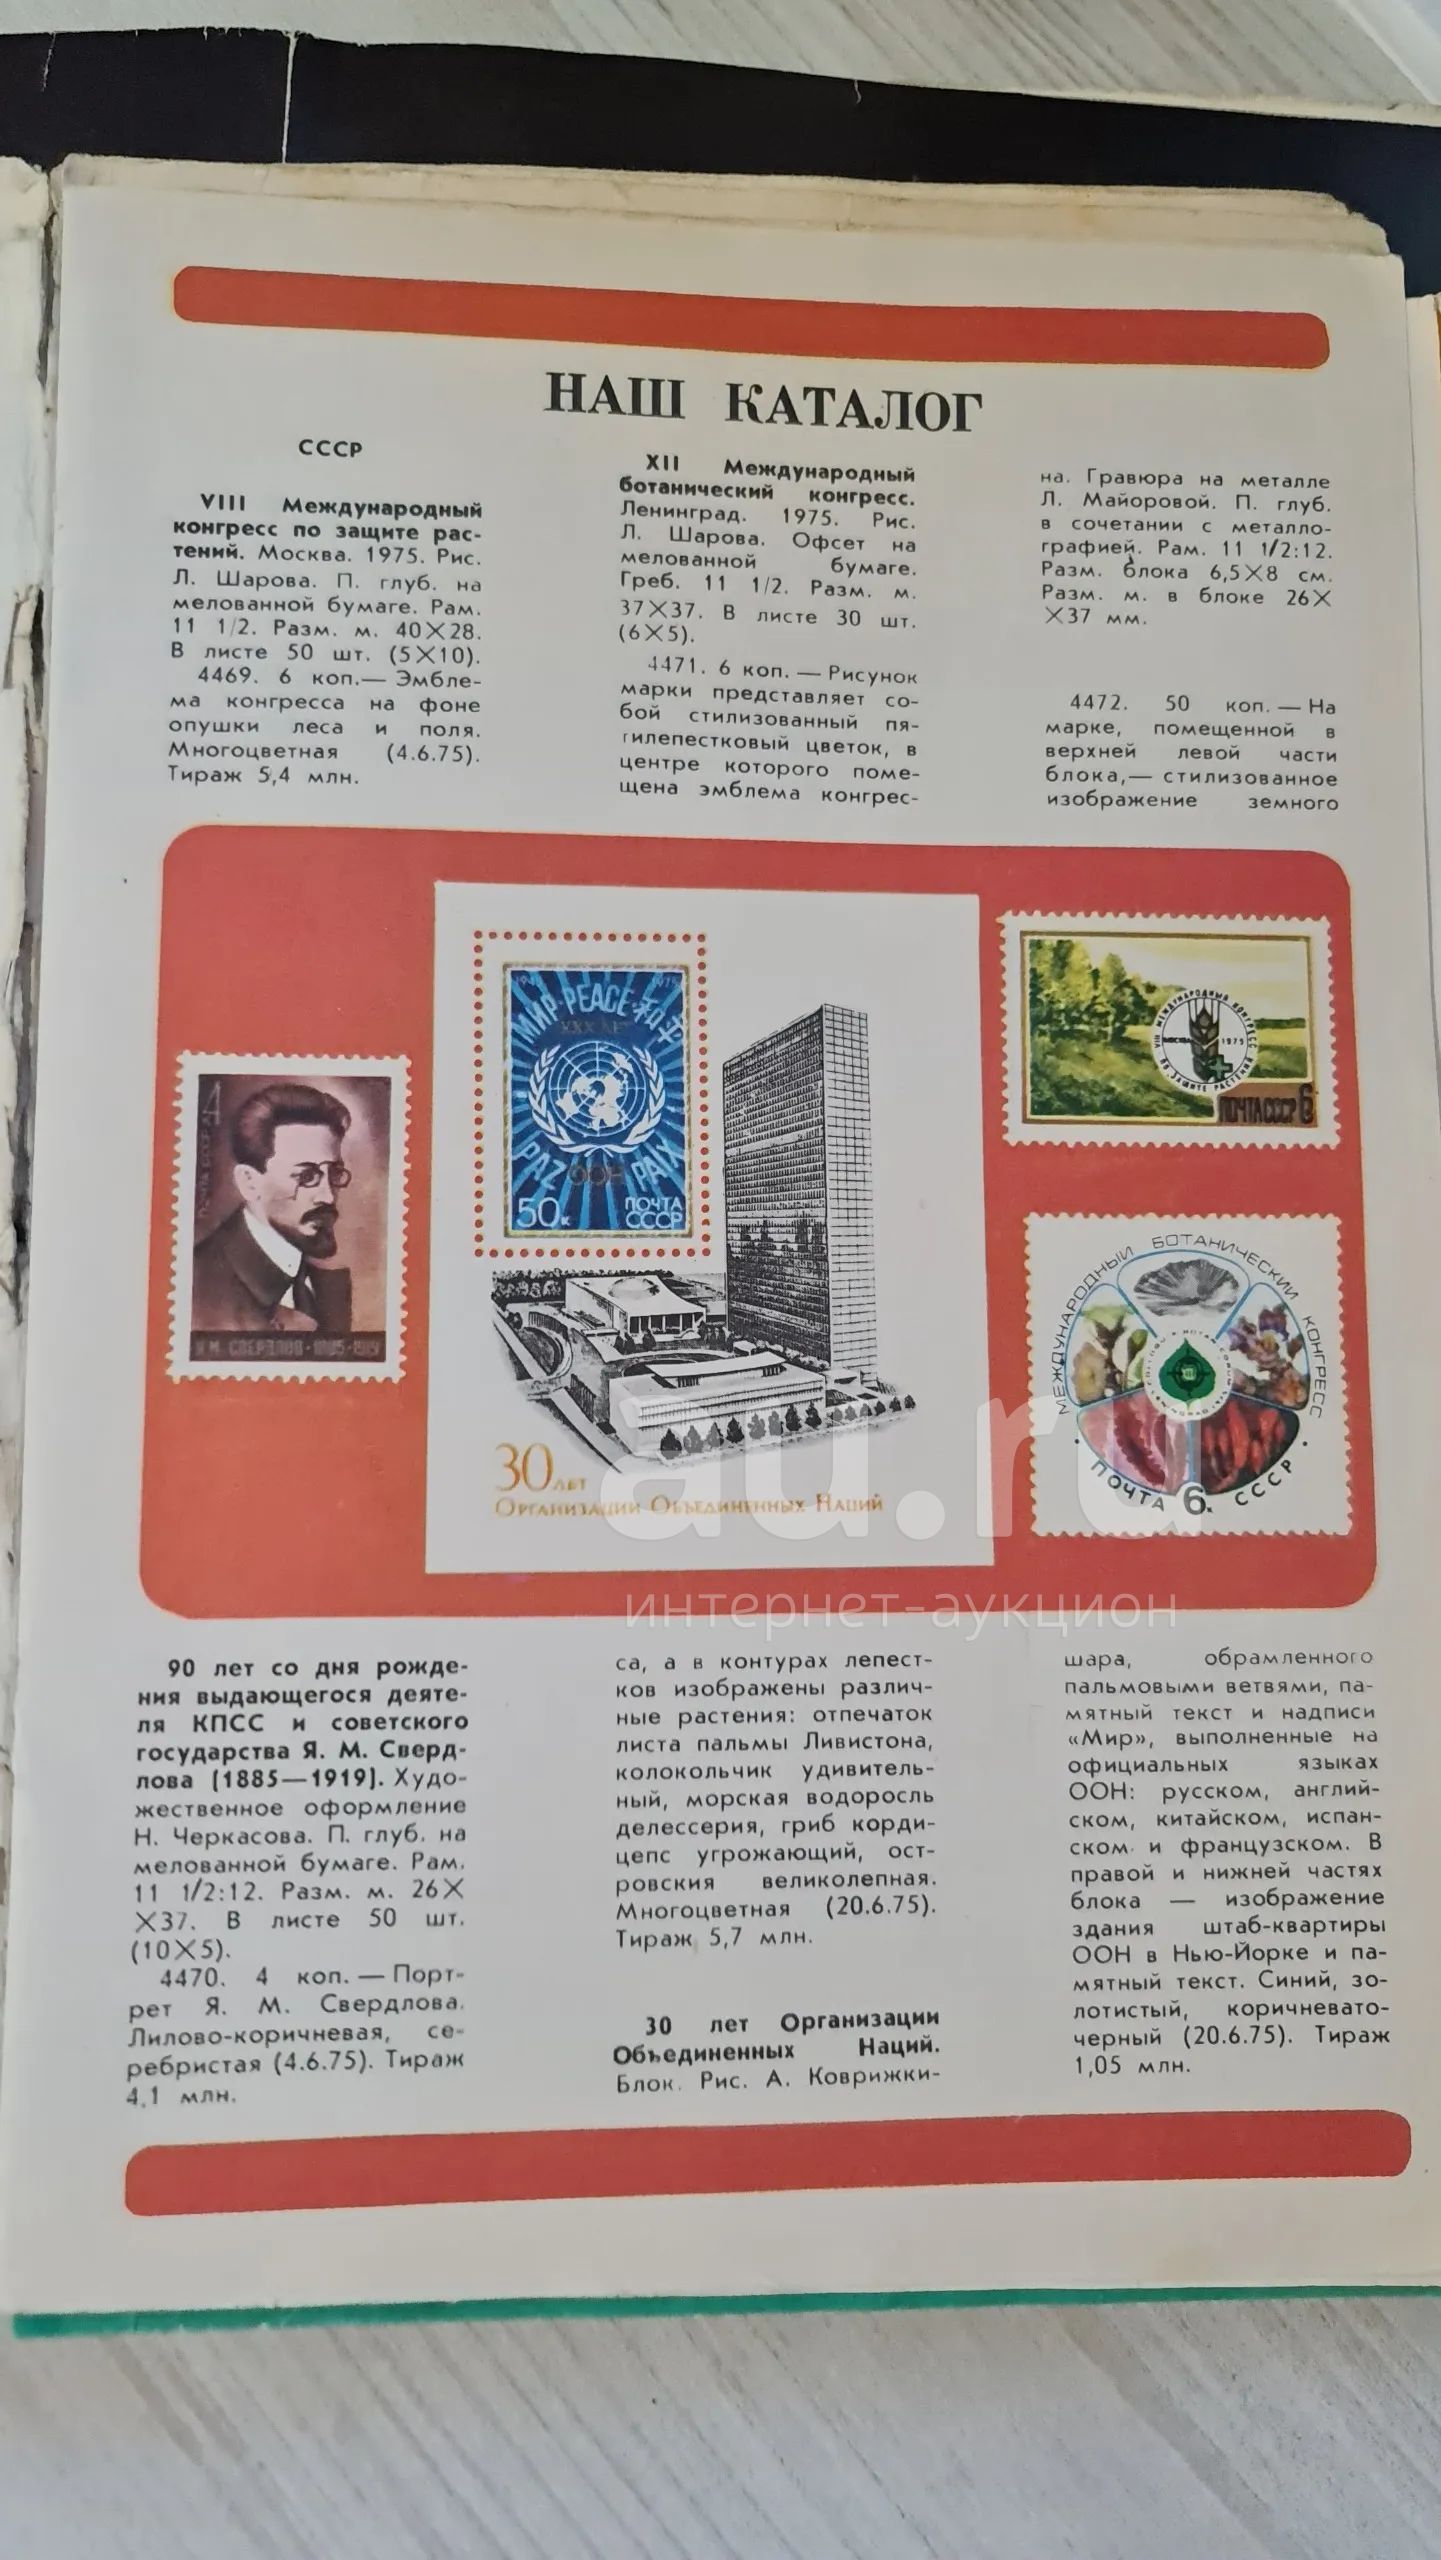 НАШ КАТАЛОГ
СССР
VIII Международный
конгресс по защите рас-
тений. Москва. 1975. Рис.
Л. Шарова. П. глуб. на
мелованной бумаге. Рам.
11 1/2. Разм. м. 40×28.
В листе 50 шт. (5×10).
4469. 6 коп.— Эмбле-
ма конгресса на фоне
опушки леса и поля.
Многоцветная (4.6.75).
Тираж 5,4 млн.
XII Международный
ботанический конгресс.
Ленинград. 1975. Рис.
Л. Шарова. Офсет на
мелованной бумаге.
Греб. 11 1/2. Разм. м.
37×37. В листе 30 шт.
(6×5).
4471. 6 коп. — Рисунок
марки представляет со-
бой стилизованный пя-
тилепестковый цветок, в
центре которого поме-
щена эмблема конгрес-
на. Гравюра на металле
Л. Майоровой. П. глуб.
в сочетании с металло-
графией. Рам. 11 1/2:12.
Разм. блока 6,5×8 см.
Разм. м. в блоке 26×
×37 мм.
4472. 50 коп. — На
марке, помещенной в
верхней левой части
блока,— стилизованное
изображение земного
4
ПОЧТА СССР
Я.М. СВЕРДЛОВ · 1885-1919
МИР·PEACE·和平
XXX ЛЕТ
PAZ ООН PAIX
50к ПОЧТА
СССР
30 ЛЕТ
ОРГАНИЗАЦИИ ОБЪЕДИНЕННЫХ НАЦИЙ
VIII МЕЖДУНАРОДНЫЙ КОНГРЕСС
ПО ЗАЩИТЕ РАСТЕНИЙ
МОСКВА 1975
ПОЧТА СССР 6
МЕЖДУНАРОДНЫЙ БОТАНИЧЕСКИЙ КОНГРЕСС
· ПОЧТА 6к СССР ·
au.ru
интернет-аукцион
90 лет со дня рожде-
ния выдающегося деяте-
ля КПСС и советского
государства Я. М. Сверд-
лова (1885—1919). Худо-
жественное оформление
Н. Черкасова. П. глуб. на
мелованной бумаге. Рам.
11 1/2:12. Разм. м. 26×
×37. В листе 50 шт.
(10×5).
4470. 4 коп. — Порт-
рет Я. М. Свердлова.
Лилово-коричневая, се-
ребристая (4.6.75). Тираж
4,1 млн.
са, а в контурах лепест-
ков изображены различ-
ные растения: отпечаток
листа пальмы Ливистона,
колокольчик удивитель-
ный, морская водоросль
делессерия, гриб корди-
цепс угрожающий, ост-
ровския великолепная.
Многоцветная (20.6.75).
Тираж 5,7 млн.
30 лет Организации
Объединенных Наций.
Блок. Рис. А. Коврижки-
шара, обрамленного
пальмовыми ветвями, па-
мятный текст и надписи
«Мир», выполненные на
официальных языках
ООН: русском, англий-
ском, китайском, испан-
ском и французском. В
правой и нижней частях
блока — изображение
здания штаб-квартиры
ООН в Нью-Йорке и па-
мятный текст. Синий, зо-
лотистый, коричневато-
черный (20.6.75). Тираж
1,05 млн.